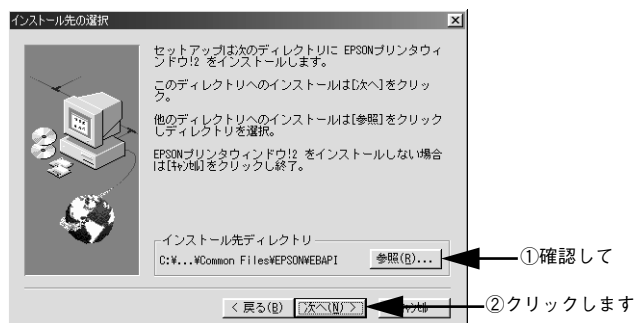 インストール先の選択
セットアップは次のディレクトリに EPSONプリンタウィ
ンドウ!2 をインストールします。
このディレクトリへのインストールは[次へ]をクリッ
ク。
他のディレクトリへのインストールは[参照]をクリック
しディレクトリを選択。
EPSONプリンタウィンドウ!2 をインストールしない場合
は[ｷｬﾝｾﾙ]をクリックし終了。
インストール先ディレクトリ
C:¥...¥Common Files¥EPSON¥EBAPI
参照(R)...
①確認して
< 戻る(B)
次へ(N) >
②クリックします